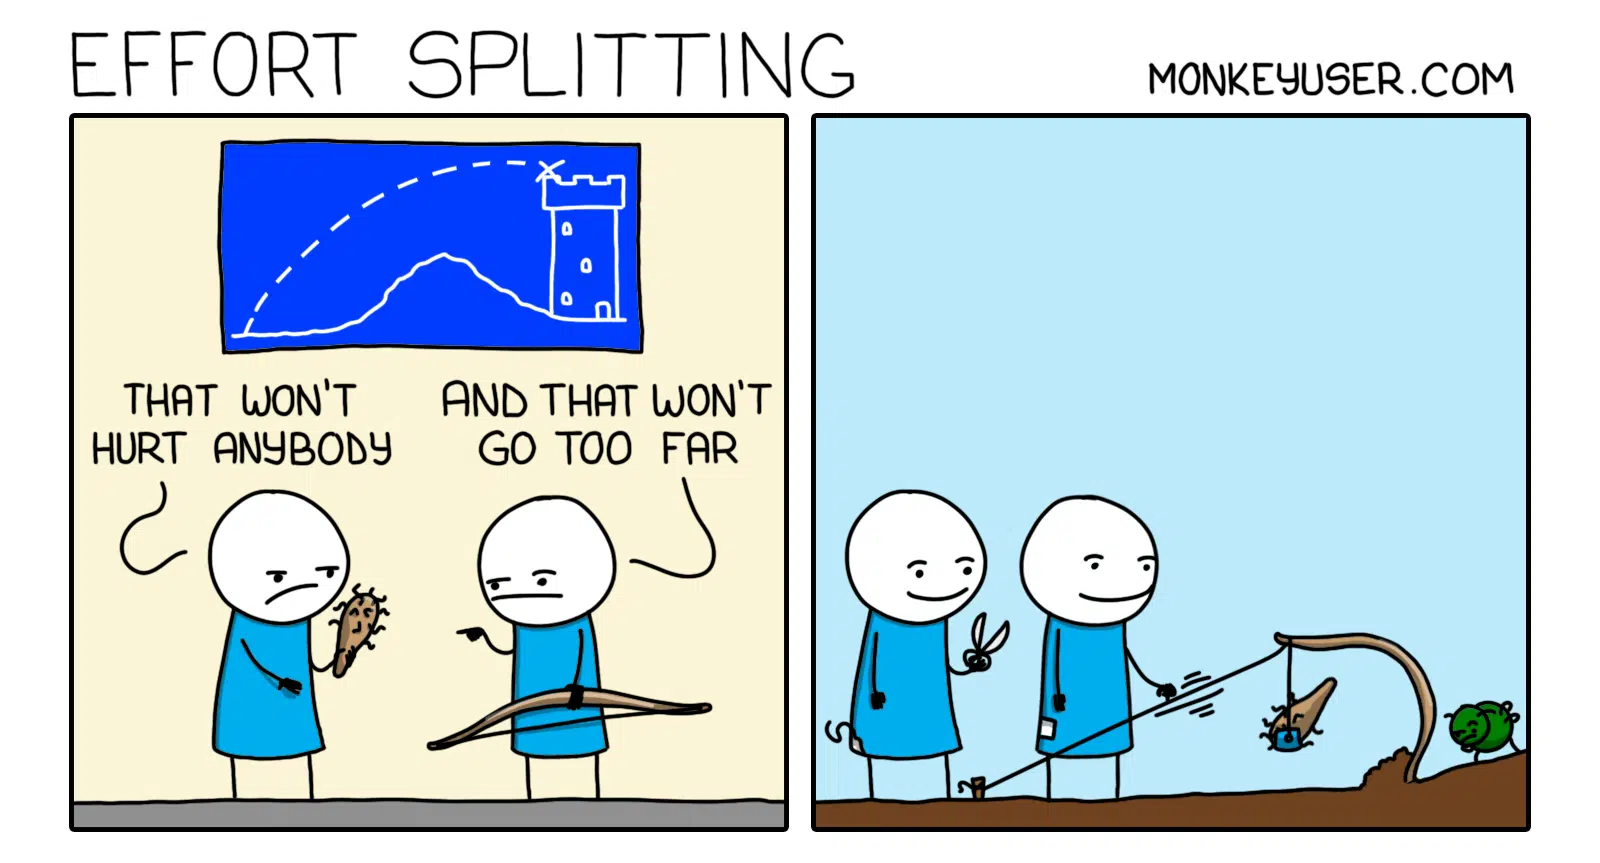 EFFORT SPLITTING
MONKEYUSER.COM
THAT WON'T
HURT ANYBODY
AND THAT WON'T
GO TOO FAR